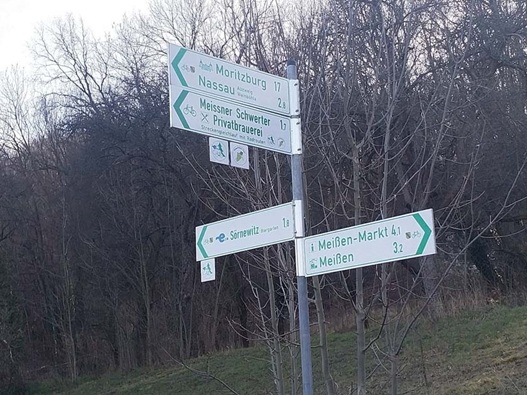 Moritzburg 17
Nassau 2,8
Meissner Schwerter 1,7
Privatbrauerei
Sörnewitz 1,8
Meißen-Markt 4,1
Meißen 3,2